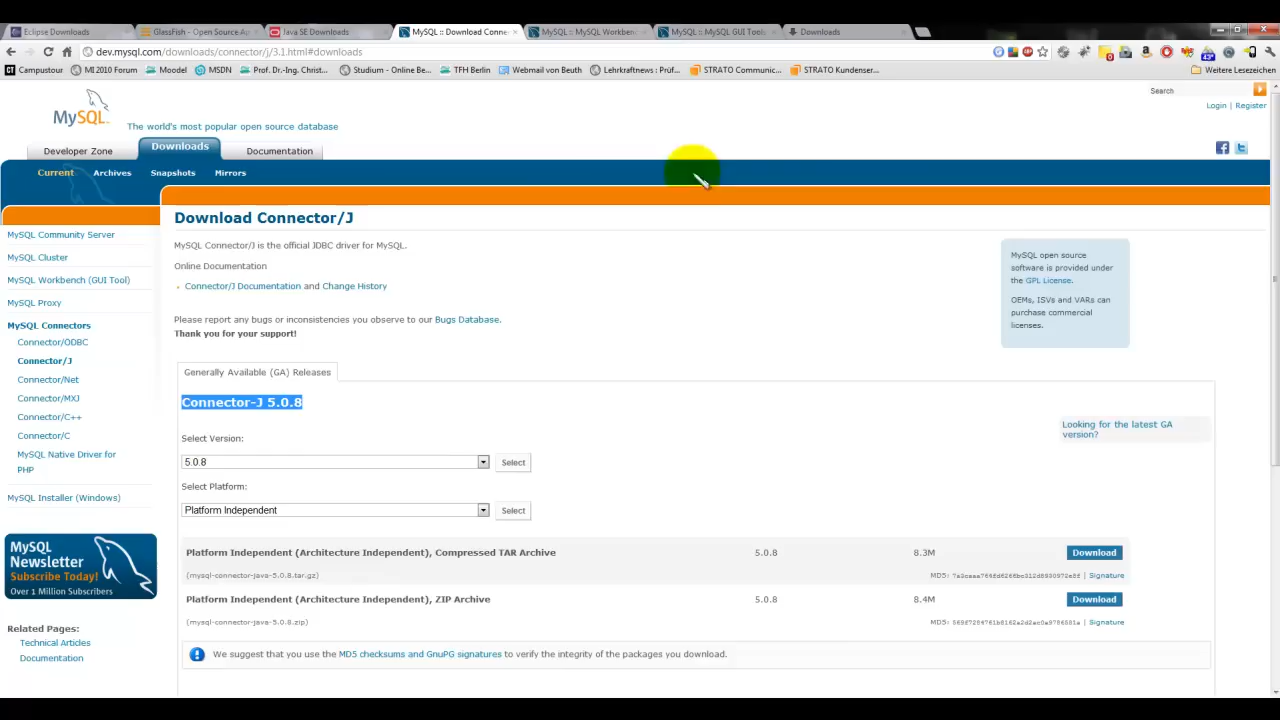 Eclipse Downloads
GlassFish - Open Source Ap
Java SE Downloads
MySQL :: Download Conne
MySQL :: MySQL Workben
MySQL :: MySQL GUI Tools
Downloads
dev.mysql.com/downloads/connector/j/3.1.html#downloads
Campustour
MI2010 Forum
Moodel
MSDN
Prof. Dr.-Ing. Christ...
Studium - Online Be...
TFH Berlin
Webmail von Beuth
Lehrkraftnews : Prüf...
STRATO Communic...
STRATO Kundenser...
Weitere Lesezeichen
Search
Login | Register
MySQL
The world's most popular open source database
Developer Zone
Downloads
Documentation
Current
Archives
Snapshots
Mirrors
MySQL Community Server
MySQL Cluster
MySQL Workbench (GUI Tool)
MySQL Proxy
MySQL Connectors
Connector/ODBC
Connector/J
Connector/Net
Connector/MXJ
Connector/C++
Connector/C
MySQL Native Driver for
PHP
MySQL Installer (Windows)
MySQL
Newsletter
Subscribe Today!
Over 1 Million Subscribers
Related Pages:
Technical Articles
Documentation
Download Connector/J
MySQL Connector/J is the official JDBC driver for MySQL.
Online Documentation
Connector/J Documentation and Change History
Please report any bugs or inconsistencies you observe to our Bugs Database.
Thank you for your support!
MySQL open source
software is provided under
the GPL License.
OEMs, ISVs and VARs can
purchase commercial
licenses.
Generally Available (GA) Releases
Connector-J 5.0.8
Looking for the latest GA
version?
Select Version:
5.0.8
Select
Select Platform:
Platform Independent
Select
Platform Independent (Architecture Independent), Compressed TAR Archive 5.0.8 8.3M Download
(mysql-connector-java-5.0.8.tar.gz) MD5: | Signature
Platform Independent (Architecture Independent), ZIP Archive 5.0.8 8.4M Download
(mysql-connector-java-5.0.8.zip) MD5: | Signature
We suggest that you use the MD5 checksums and GnuPG signatures to verify the integrity of the packages you download.